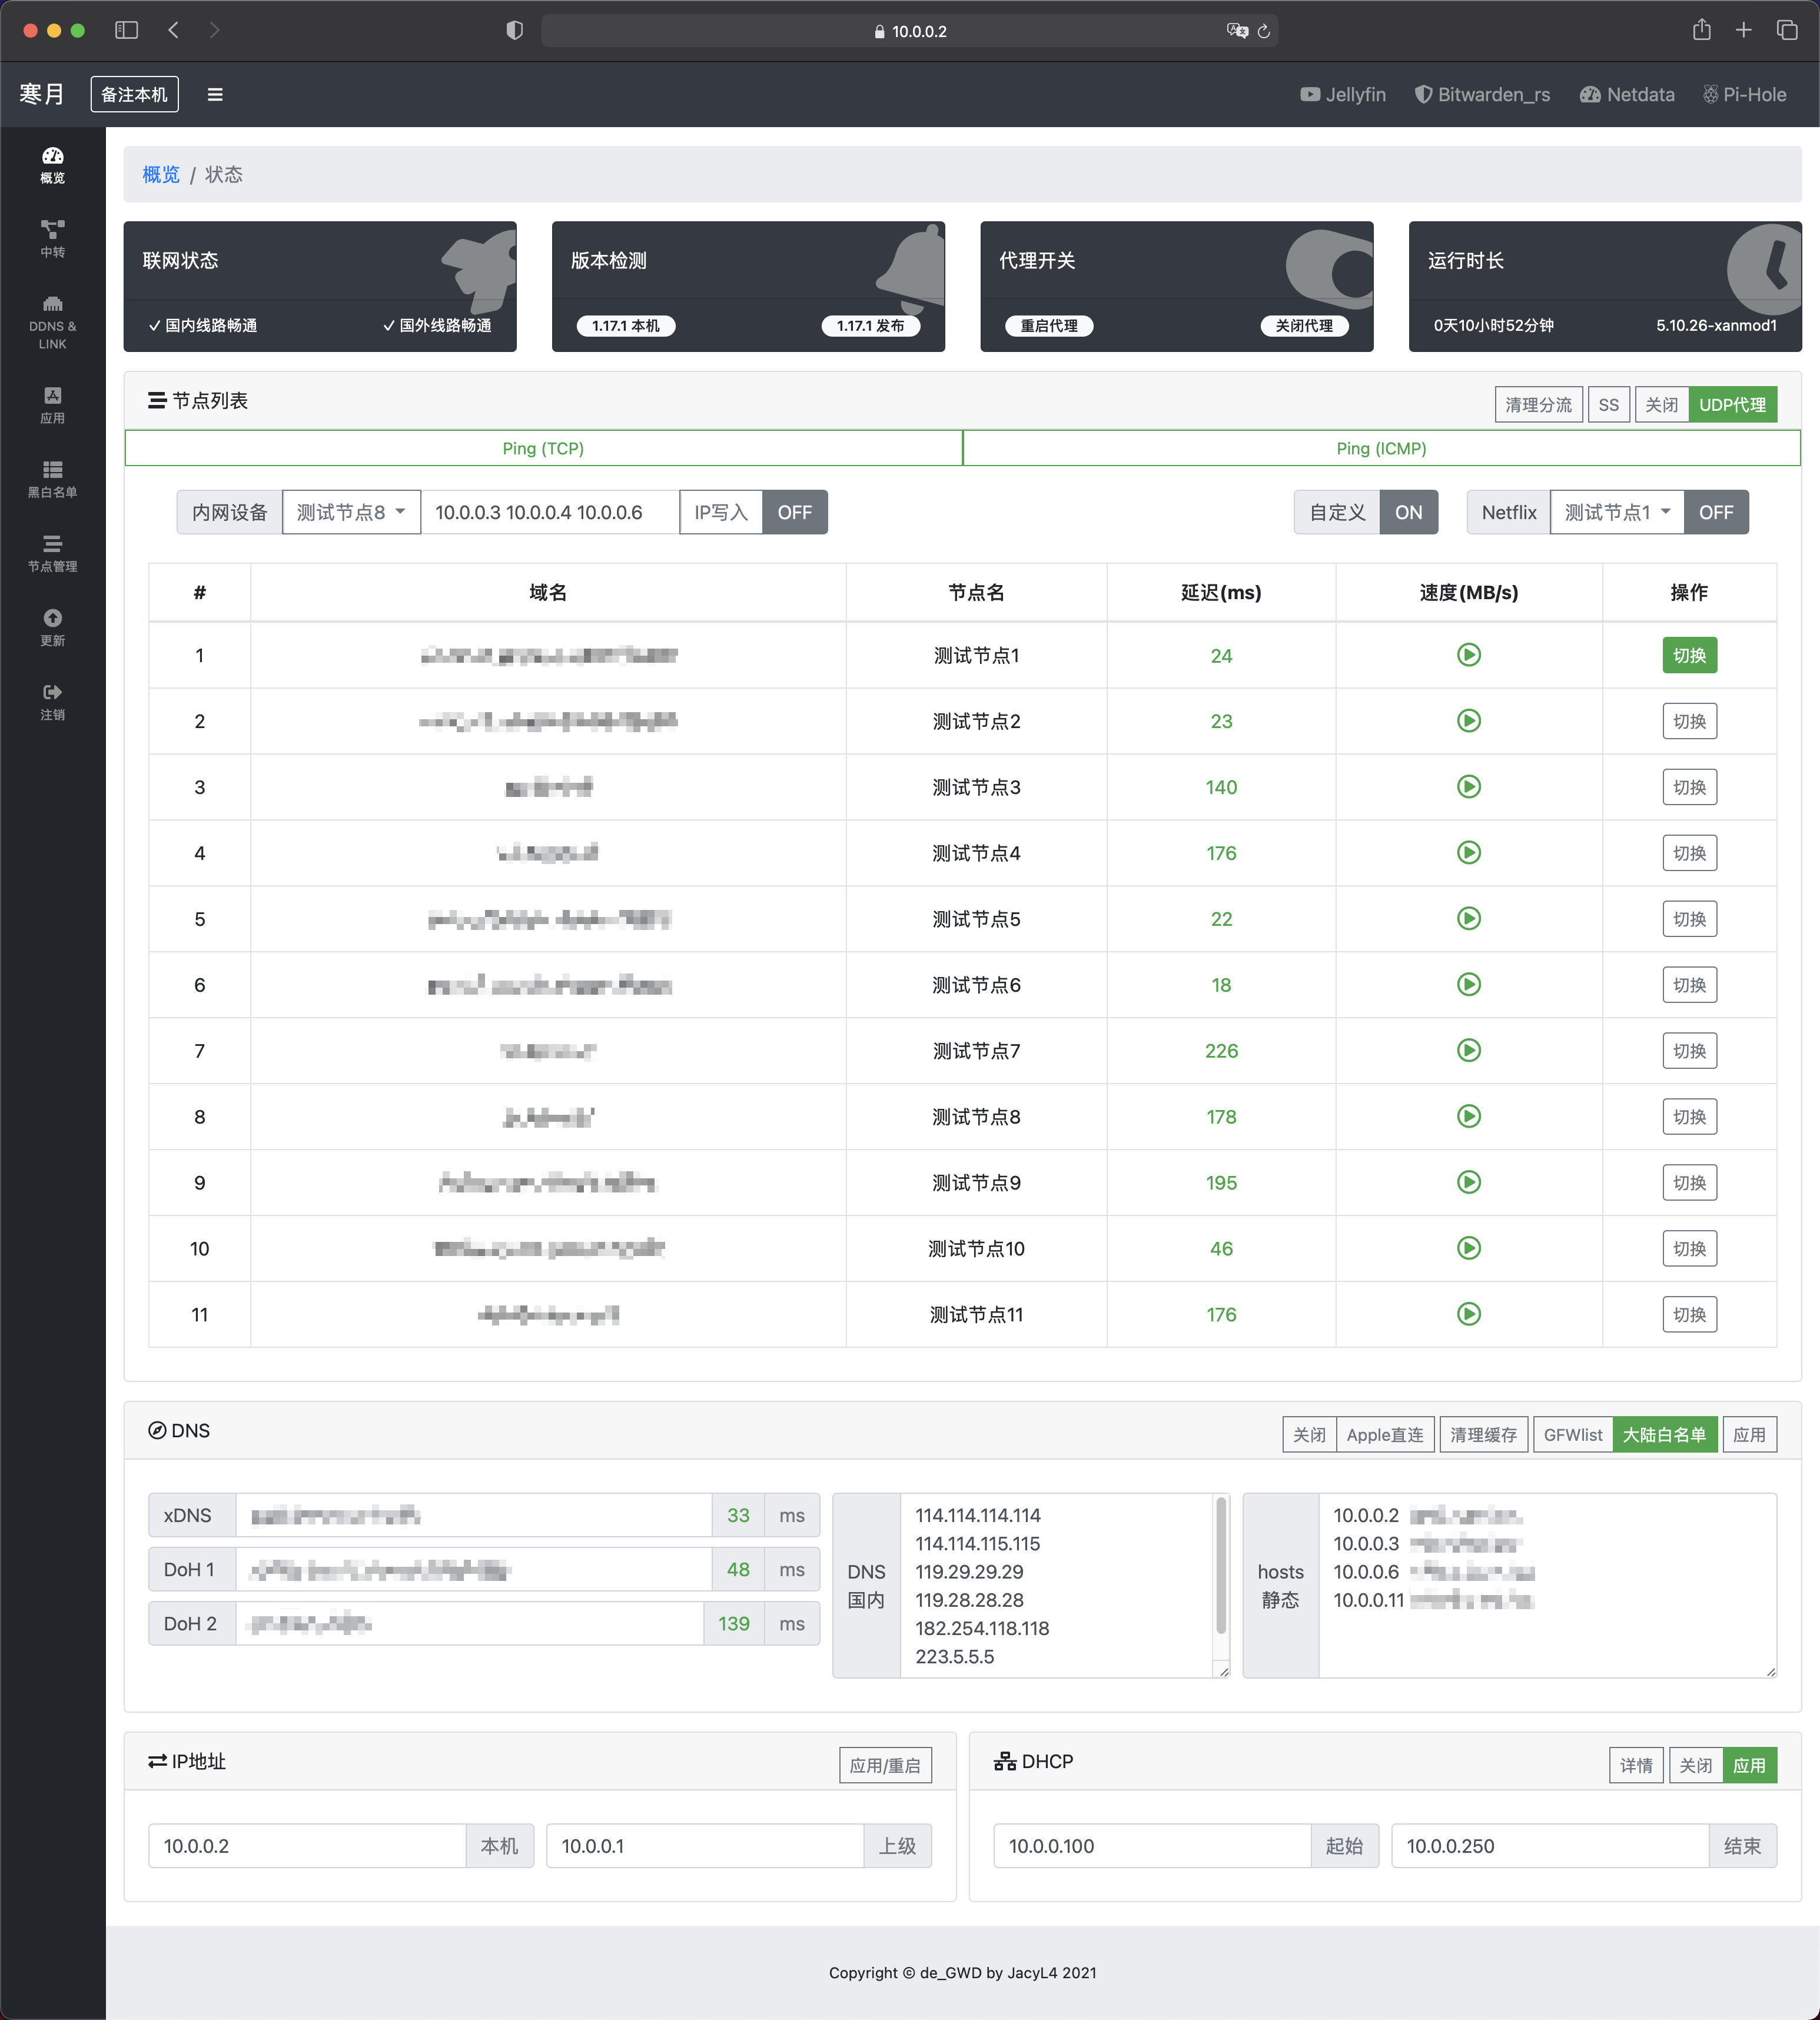 10.0.0.2
寒月 备注本机 Jellyfin Bitwarden_rs Netdata Pi-Hole
概览
中转
DDNS &
LINK
应用
黑白名单
节点管理
更新
注销
概览 / 状态
联网状态
国内线路畅通 国外线路畅通
版本检测
1.17.1 本机 1.17.1 发布
代理开关
重启代理 关闭代理
运行时长
0天10小时52分钟 5.10.26-xanmod1
节点列表 清理分流 SS 关闭 UDP代理
Ping (TCP) Ping (ICMP)
内网设备 测试节点8 10.0.0.3 10.0.0.4 10.0.0.6 IP写入 OFF 自定义 ON Netflix 测试节点1 OFF
# 域名 节点名 延迟(ms) 速度(MB/s) 操作
1 测试节点1 24 切换
2 测试节点2 23 切换
3 测试节点3 140 切换
4 测试节点4 176 切换
5 测试节点5 22 切换
6 测试节点6 18 切换
7 测试节点7 226 切换
8 测试节点8 178 切换
9 测试节点9 195 切换
10 测试节点10 46 切换
11 测试节点11 176 切换
DNS 关闭 Apple直连 清理缓存 GFWlist 大陆白名单 应用
xDNS 33 ms
DoH 1 48 ms
DoH 2 139 ms
DNS
国内
114.114.114.114
114.114.115.115
119.29.29.29
119.28.28.28
182.254.118.118
223.5.5.5
hosts
静态
10.0.0.2
10.0.0.3
10.0.0.6
10.0.0.11
IP地址 应用/重启
10.0.0.2 本机 10.0.0.1 上级
DHCP 详情 关闭 应用
10.0.0.100 起始 10.0.0.250 结束
Copyright © de_GWD by JacyL4 2021